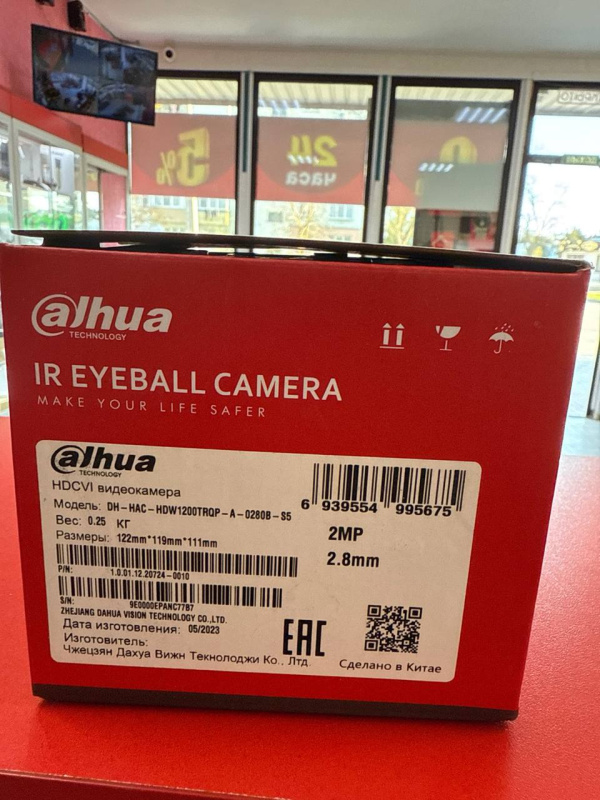 5%
24
часа
alhua
TECHNOLOGY
IR EYEBALL CAMERA
MAKE YOUR LIFE SAFER
alhua
TECHNOLOGY
HDCVI видеокамера
Модель: DH-HAC-HDW1200TRQP-A-0280B-S5
Вес: 0.25 КГ
Размеры: 122mm*119mm*111mm
6 939554 995675
2MP
2.8mm
P/N: 1.0.01.12.20724-0010
S/N: 9E0000EPANC77B7
ZHEJIANG DAHUA VISION TECHNOLOGY CO.,LTD.
Дата изготовления: 05/2023
Изготовитель:
Чжецзян Дахуа Вижн Текнолоджи Ко., Лтд.
EAC
Сделано в Китае